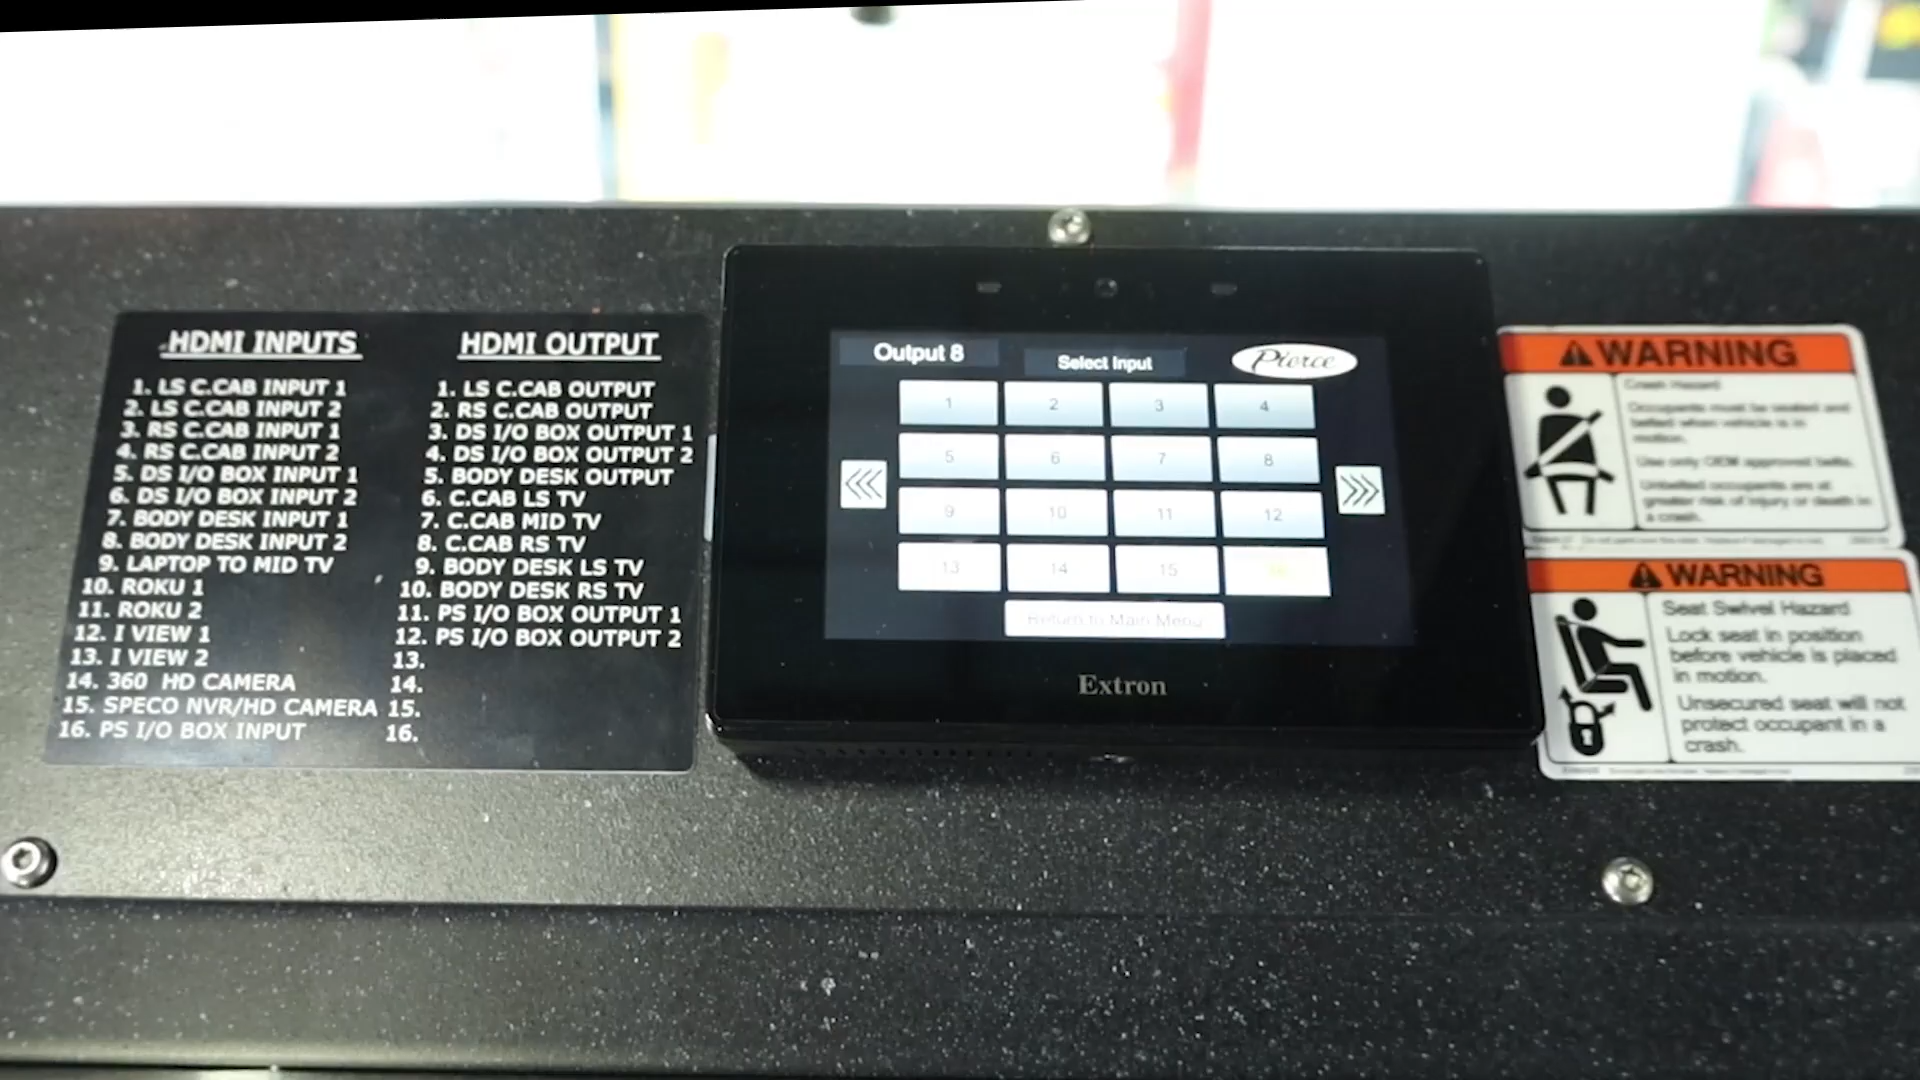 HDMI INPUTS
1. LS C.CAB INPUT 1
2. LS C.CAB INPUT 2
3. RS C.CAB INPUT 1
4. RS C.CAB INPUT 2
5. DS I/O BOX INPUT 1
6. DS I/O BOX INPUT 2
7. BODY DESK INPUT 1
8. BODY DESK INPUT 2
9. LAPTOP TO MID TV
10. ROKU 1
11. ROKU 2
12. I VIEW 1
13. I VIEW 2
14. 360 HD CAMERA
15. SPECO NVR/HD CAMERA
16. PS I/O BOX INPUT
HDMI OUTPUT
1. LS C.CAB OUTPUT
2. RS C.CAB OUTPUT
3. DS I/O BOX OUTPUT 1
4. DS I/O BOX OUTPUT 2
5. BODY DESK OUTPUT
6. C.CAB LS TV
7. C.CAB MID TV
8. C.CAB RS TV
9. BODY DESK LS TV
10. BODY DESK RS TV
11. PS I/O BOX OUTPUT 1
12. PS I/O BOX OUTPUT 2
13.
14.
15.
16.
Output 8
Select Input
Pierce
1 2 3 4
5 6 7 8
9 10 11 12
13 14 15
Return to Main Menu
Extron
WARNING
Crash Hazard
Occupants must be seated and
belted when vehicle is in
motion.
Use only OEM approved belts.
Unbelted occupants are at
greater risk of injury or death in
a crash.
WARNING
Seat Swivel Hazard
Lock seat in position
before vehicle is placed
in motion.
Unsecured seat will not
protect occupant in a
crash.